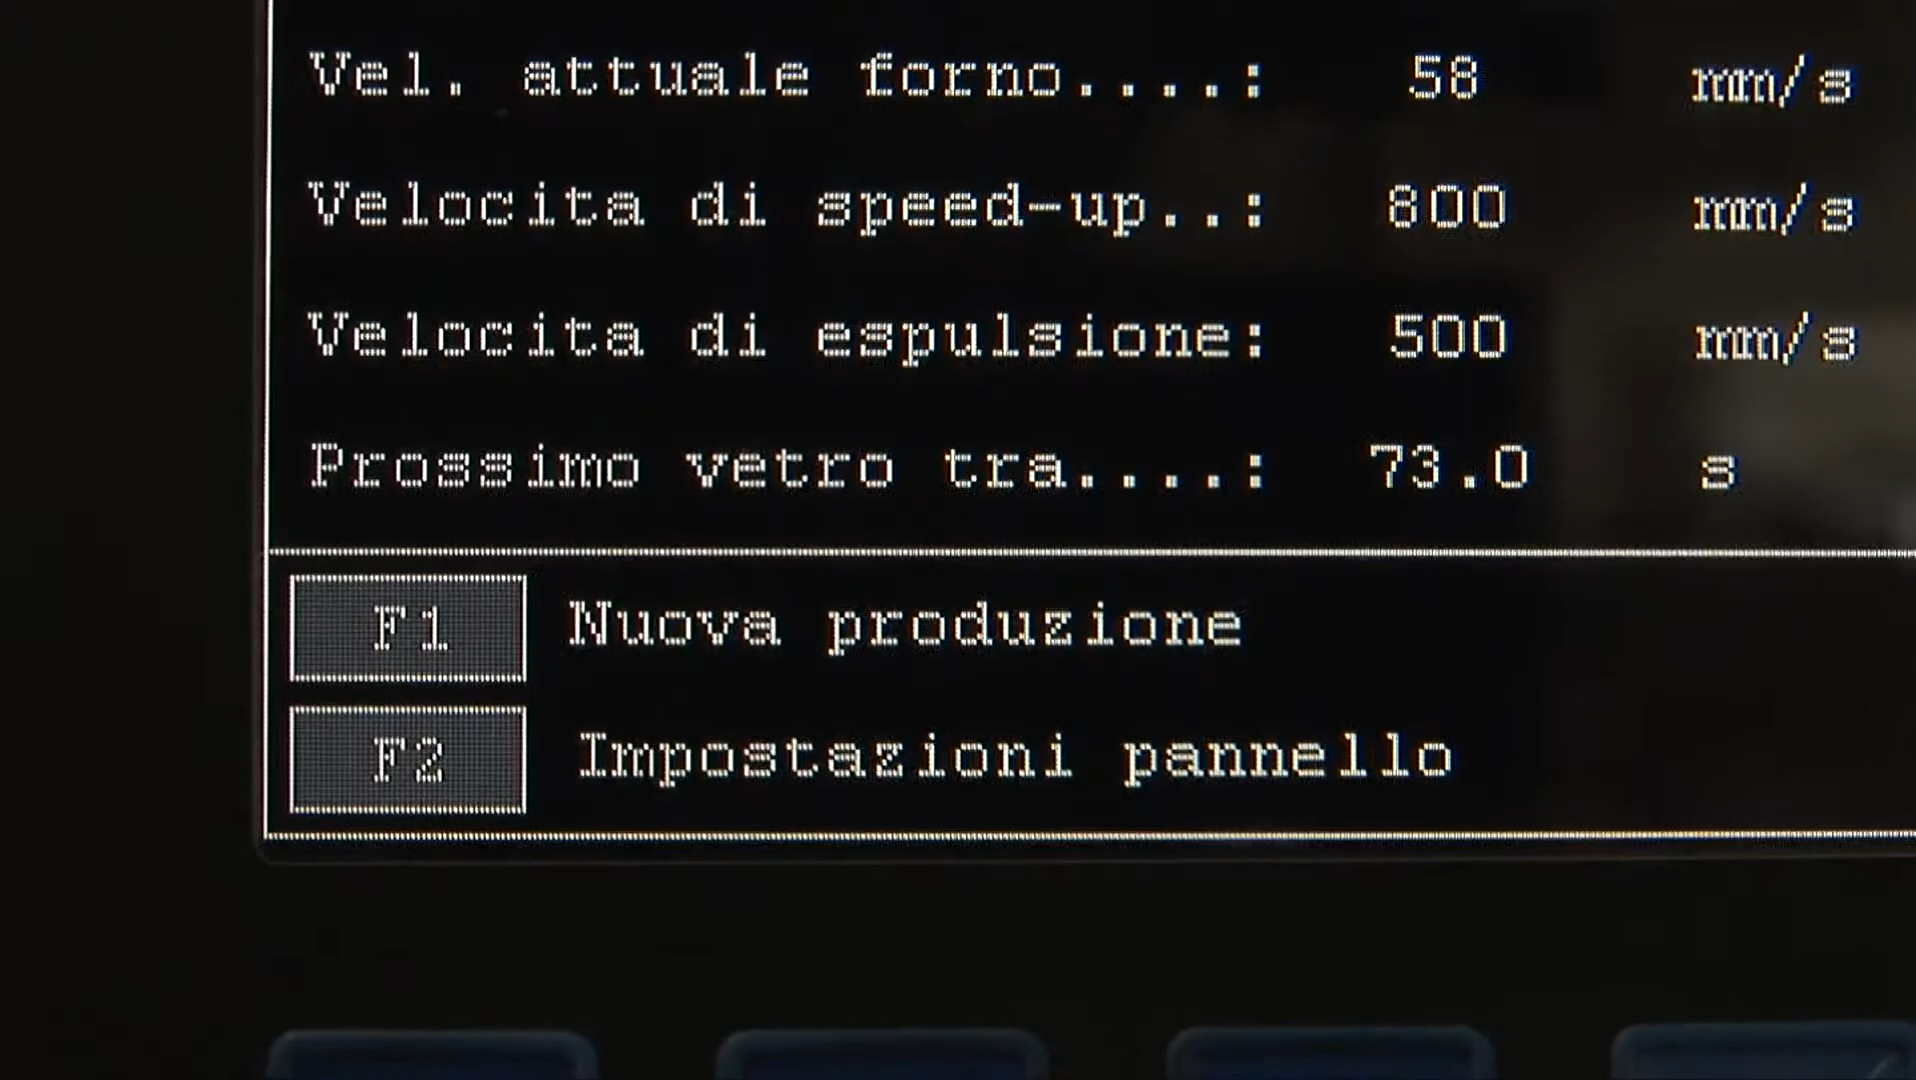 Vel. attuale forno....: 58 mm/s
Velocita di speed-up..: 800 mm/s
Velocita di espulsione: 500 mm/s
Prossimo vetro tra....: 73.0 s
F1 Nuova produzione
F2 Impostazioni pannello